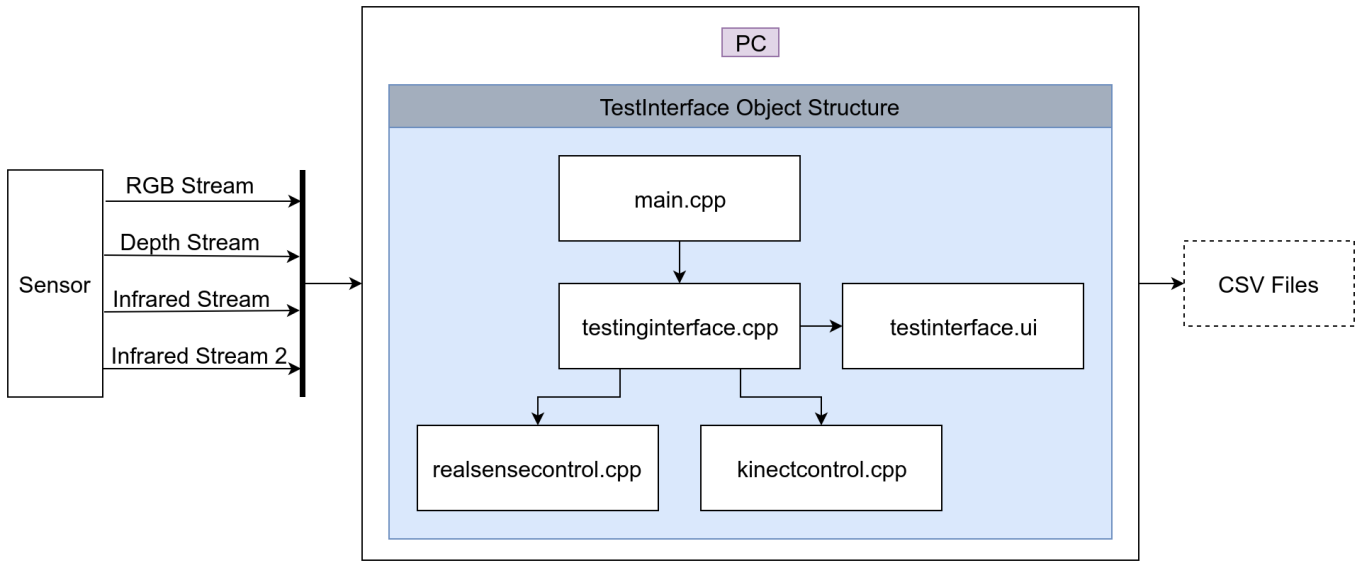 PC
TestInterface Object Structure
main.cpp
RGB Stream
Depth Stream
Sensor
Infrared Stream
Infrared Stream 2
testinginterface.cpp
testinterface.ui
CSV Files
realsensecontrol.cpp
kinectcontrol.cpp